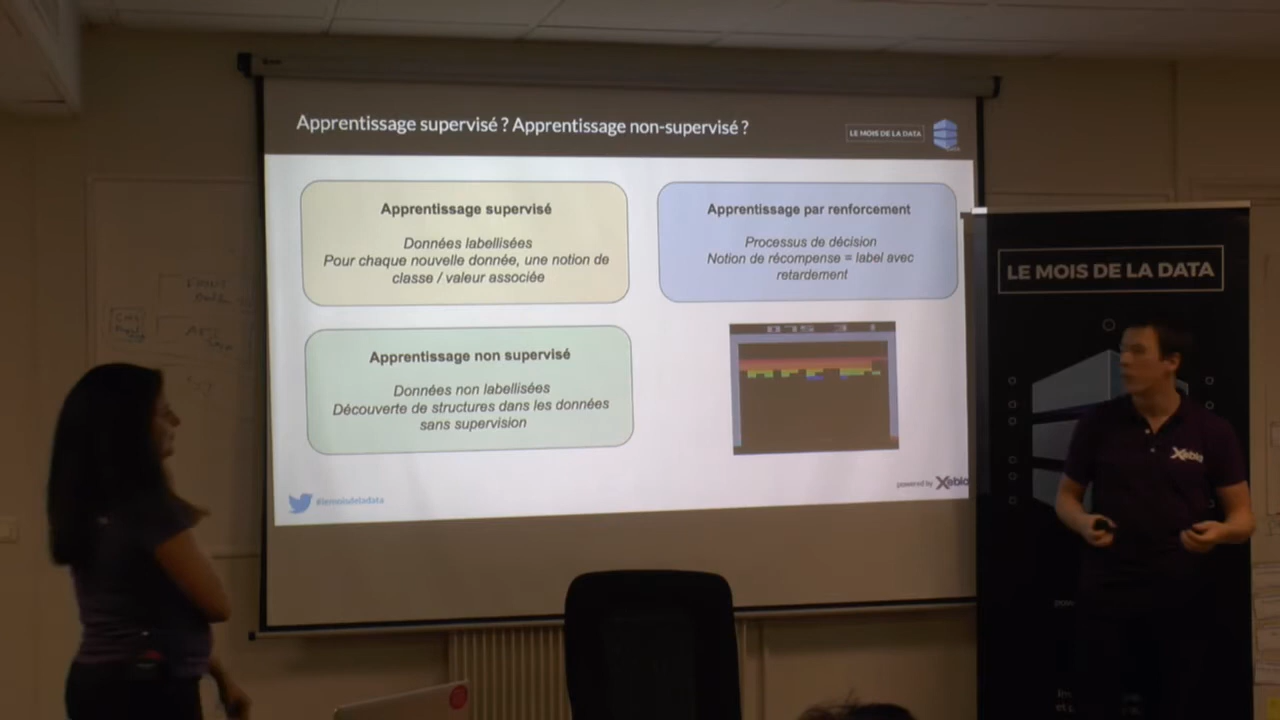 Apprentissage supervisé ? Apprentissage non-supervisé ?
LE MOIS DE LA DATA
Apprentissage supervisé
Données labellisées
Pour chaque nouvelle donnée, une notion de
classe / valeur associée
Apprentissage par renforcement
Processus de décision
Notion de récompense = label avec
retardement
Apprentissage non supervisé
Données non labellisées
Découverte de structures dans les données
sans supervision
075 3 1
#lemoisdeladata
powered by Xebia
LE MOIS DE LA DATA
Xebia